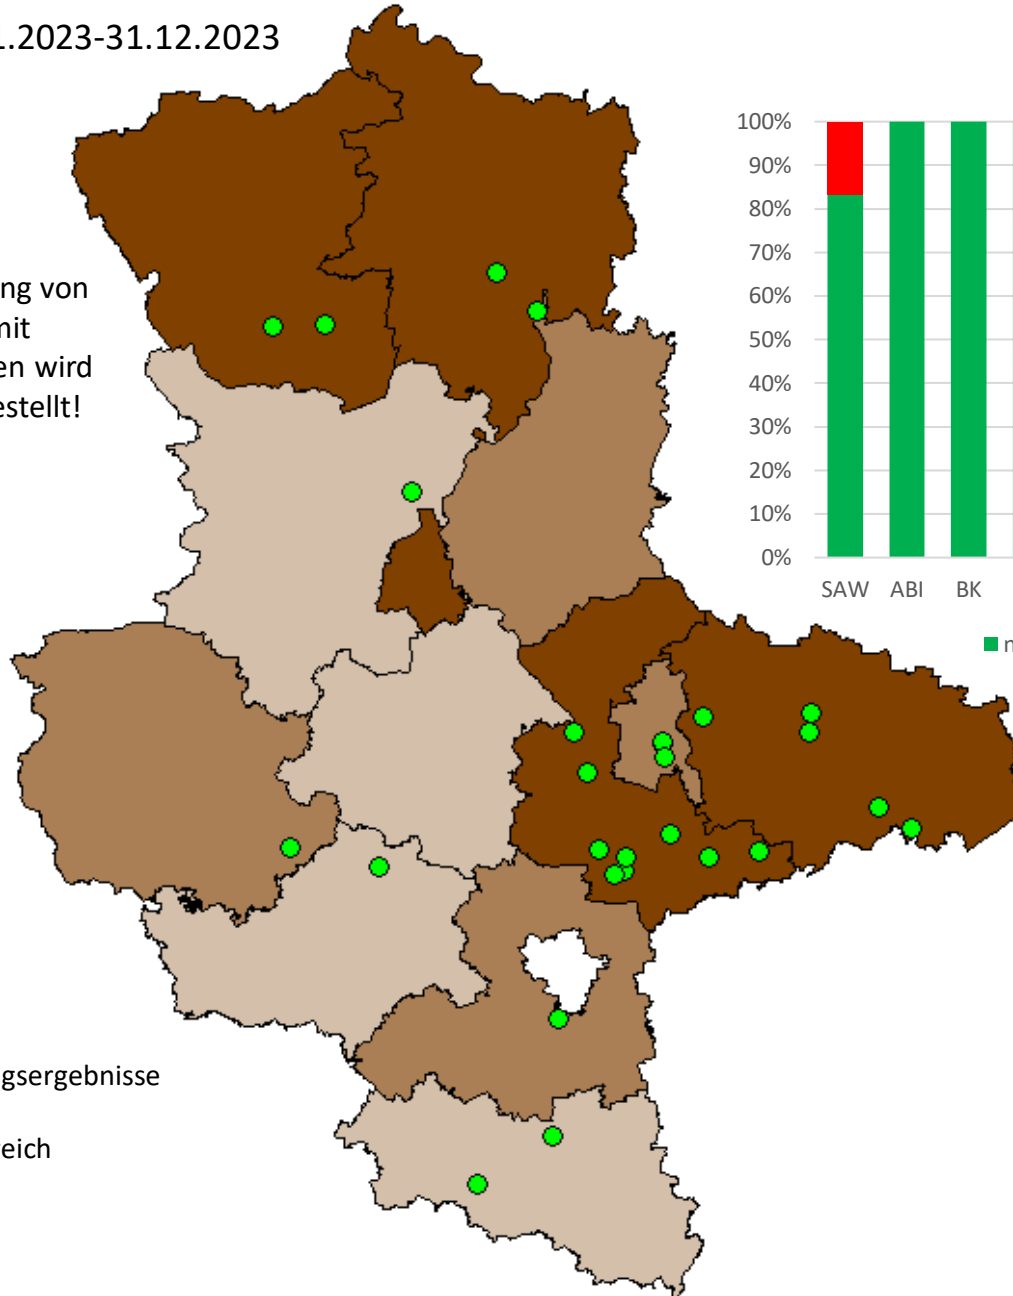 1.2023-31.12.2023
ng von
mit
en wird
estellt!
100%
90%
80%
70%
60%
50%
40%
30%
20%
10%
0%
SAW ABI BK
n
gsergebnisse
eich